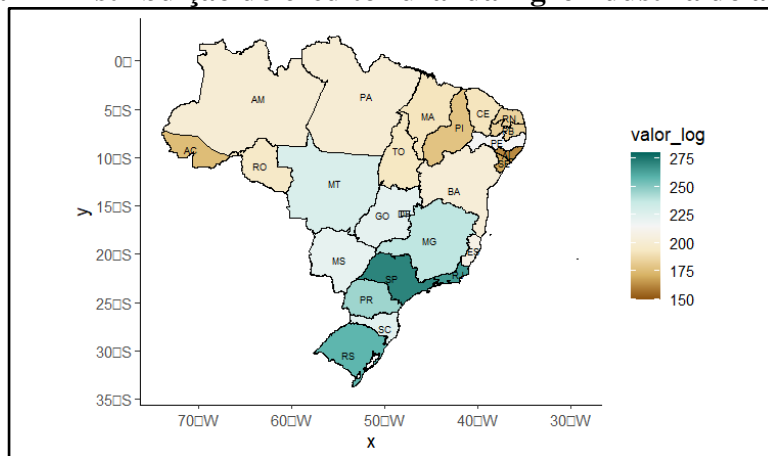 0□
5□S
10□S
15□S
20□S
25□S
30□S
35□S
y
AM
PA
MA
CE
RN
PB
PI
PE
AC
TO
SE
RO
MT
BA
GO
DF
MG
ES
MS
SP
RJ
PR
SC
RS
70□W 60□W 50□W 40□W 30□W
x
valor_log
275
250
225
200
175
150